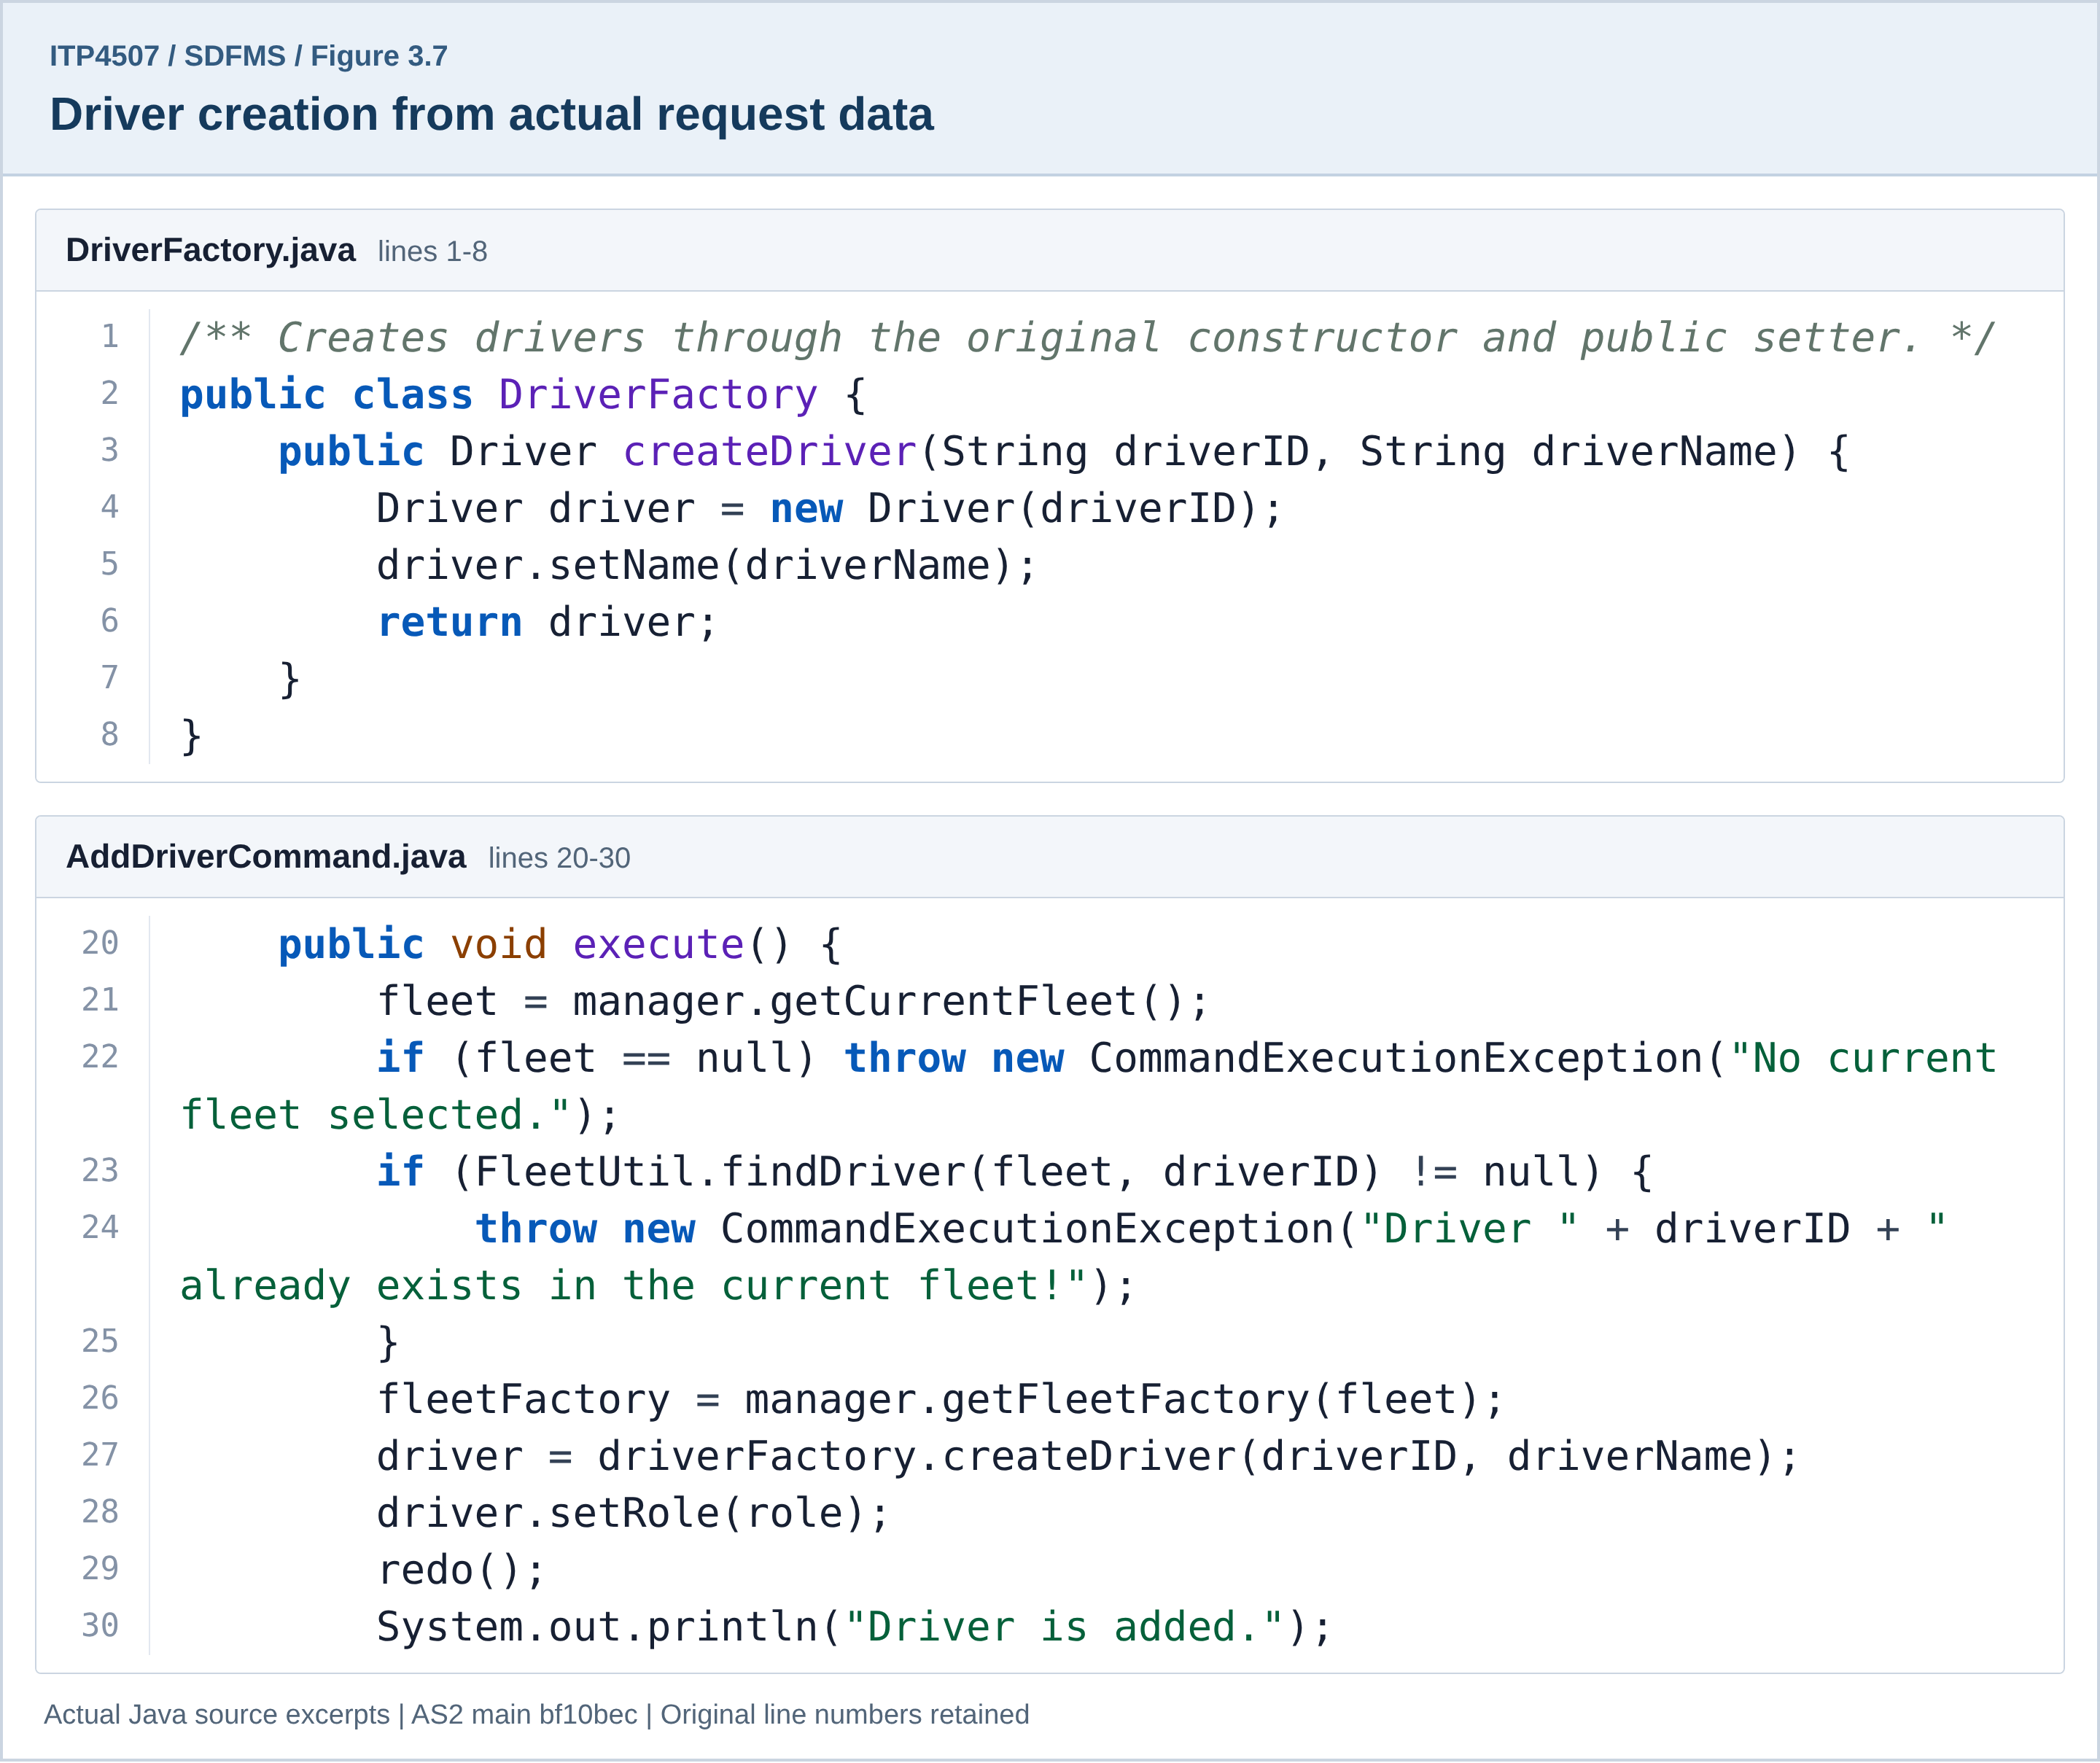 ITP4507 / SDFMS / Figure 3.7
Driver creation from actual request data
DriverFactory.java lines 1-8
1 /** Creates drivers through the original constructor and public setter. */
2 public class DriverFactory {
3     public Driver createDriver(String driverID, String driverName) {
4         Driver driver = new Driver(driverID);
5         driver.setName(driverName);
6         return driver;
7     }
8 }
AddDriverCommand.java lines 20-30
20     public void execute() {
21         fleet = manager.getCurrentFleet();
22         if (fleet == null) throw new CommandExecutionException("No current
fleet selected.");
23         if (FleetUtil.findDriver(fleet, driverID) != null) {
24             throw new CommandExecutionException("Driver " + driverID + "
already exists in the current fleet!");
25         }
26         fleetFactory = manager.getFleetFactory(fleet);
27         driver = driverFactory.createDriver(driverID, driverName);
28         driver.setRole(role);
29         redo();
30         System.out.println("Driver is added.");
Actual Java source excerpts | AS2 main bf10bec | Original line numbers retained